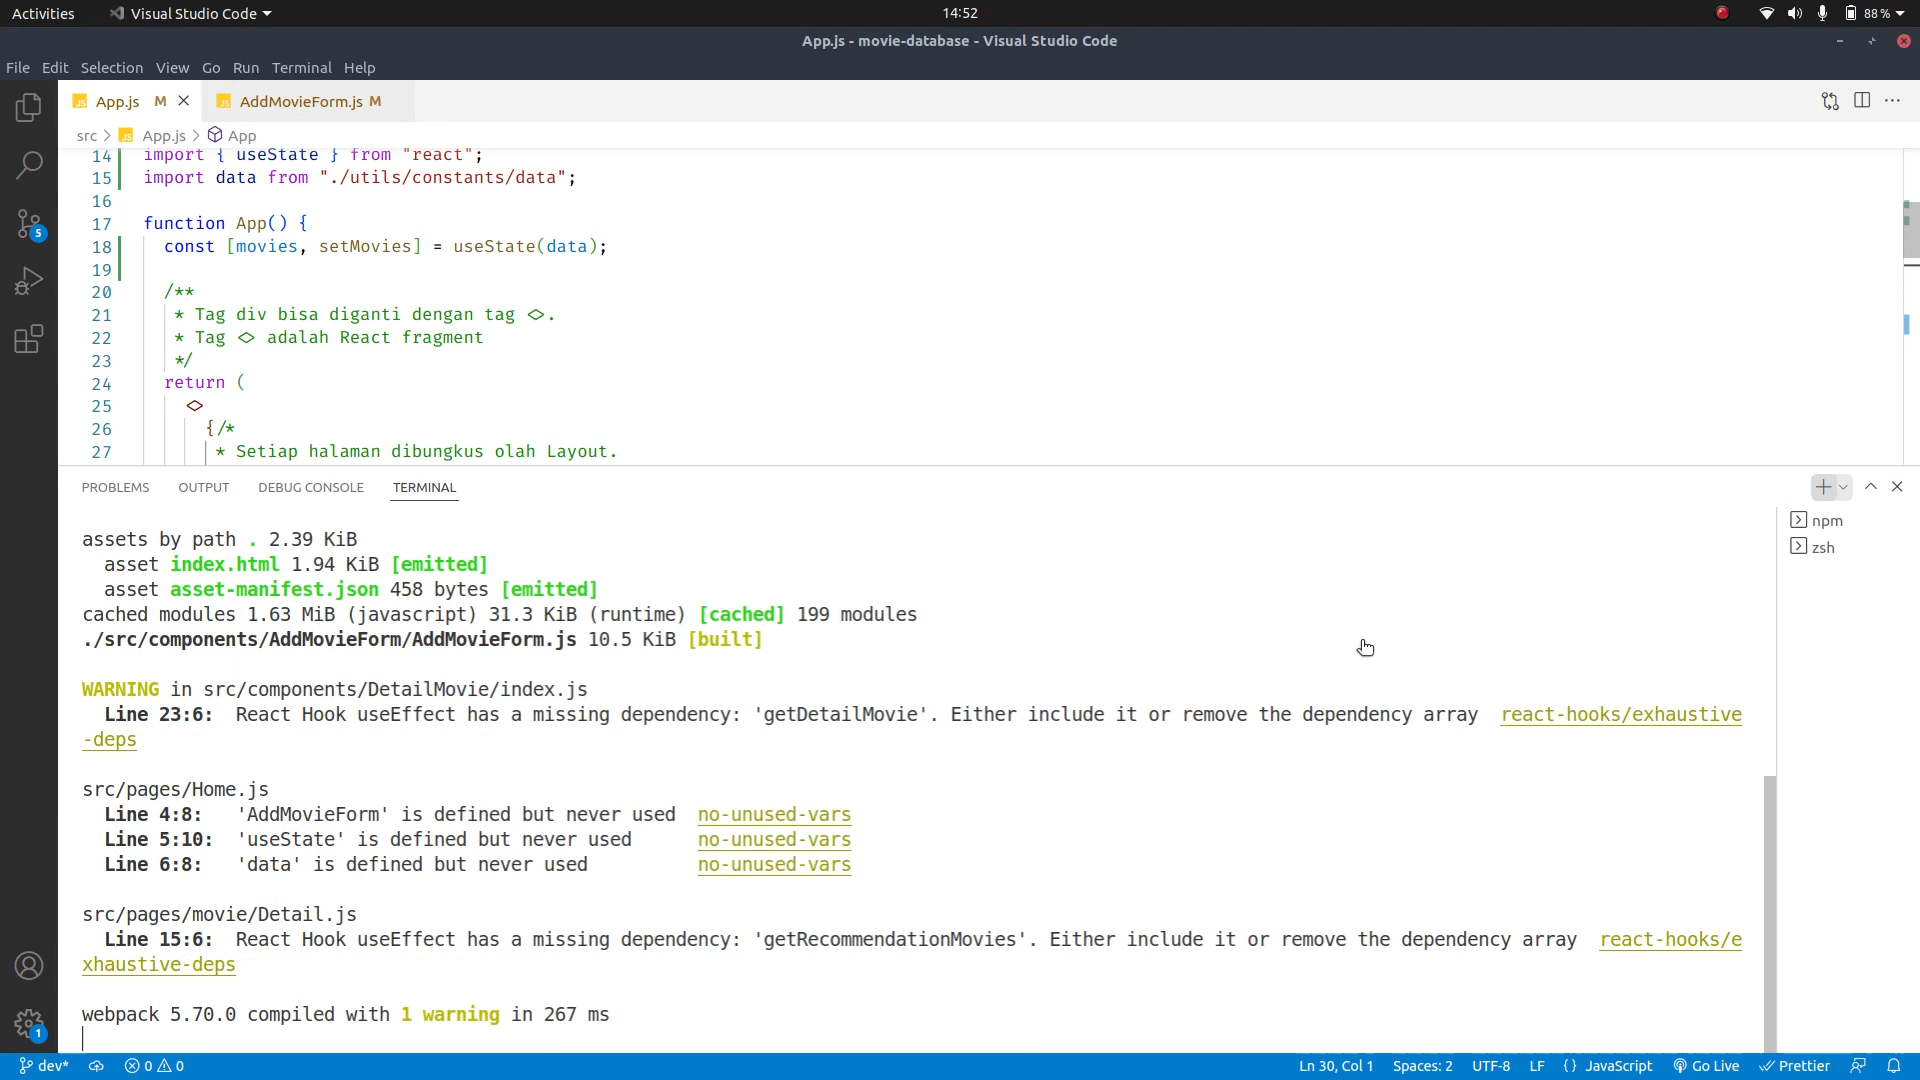 Activities Visual Studio Code 14:52 88 %
App.js - movie-database - Visual Studio Code
File Edit Selection View Go Run Terminal Help
JS App.js M JS AddMovieForm.js M
src > JS App.js > App
14 import { useState } from "react";
15 import data from "./utils/constants/data";
16
17 function App() {
18 const [movies, setMovies] = useState(data);
19
20 /**
21 * Tag div bisa diganti dengan tag <>.
22 * Tag <> adalah React fragment
23 */
24 return (
25 <>
26 {/*
27 * Setiap halaman dibungkus olah Layout.
5
PROBLEMS OUTPUT DEBUG CONSOLE TERMINAL
npm
zsh
assets by path . 2.39 KiB
asset index.html 1.94 KiB [emitted]
asset asset-manifest.json 458 bytes [emitted]
cached modules 1.63 MiB (javascript) 31.3 KiB (runtime) [cached] 199 modules
./src/components/AddMovieForm/AddMovieForm.js 10.5 KiB [built]
WARNING in src/components/DetailMovie/index.js
Line 23:6: React Hook useEffect has a missing dependency: 'getDetailMovie'. Either include it or remove the dependency array react-hooks/exhaustive
-deps
src/pages/Home.js
Line 4:8: 'AddMovieForm' is defined but never used no-unused-vars
Line 5:10: 'useState' is defined but never used no-unused-vars
Line 6:8: 'data' is defined but never used no-unused-vars
src/pages/movie/Detail.js
Line 15:6: React Hook useEffect has a missing dependency: 'getRecommendationMovies'. Either include it or remove the dependency array react-hooks/e
xhaustive-deps
webpack 5.70.0 compiled with 1 warning in 267 ms
1
dev* 0 0 Ln 30, Col 1 Spaces: 2 UTF-8 LF {} JavaScript Go Live Prettier